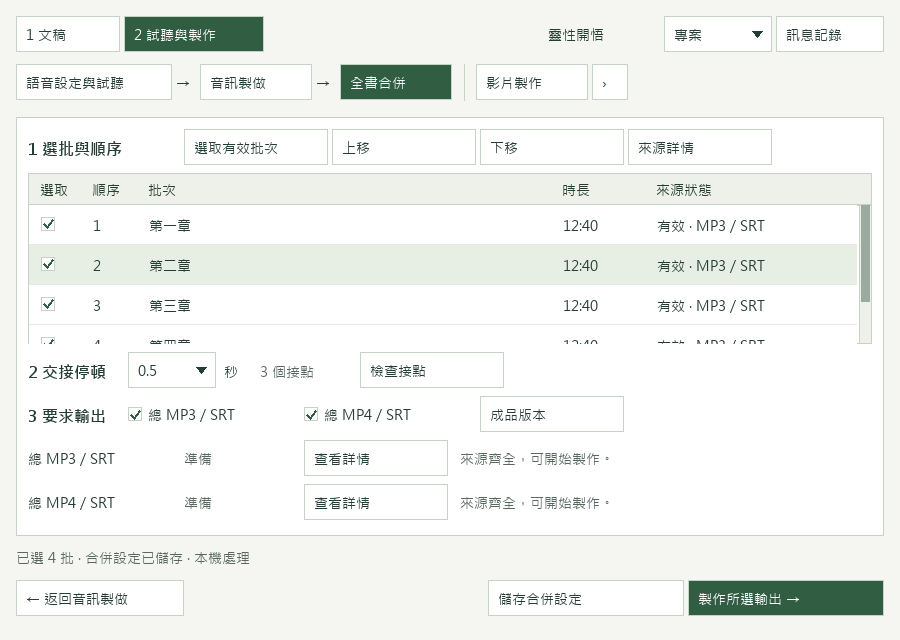 1 文稿 2 試聽與製作 靈性開悟 專案 訊息記錄
語音設定與試聽 → 音訊製做 → 全書合併 影片製作 ›
1 選批與順序 選取有效批次 上移 下移 來源詳情
選取 順序 批次 時長 來源狀態
1 第一章 12:40 有效 · MP3 / SRT
2 第二章 12:40 有效 · MP3 / SRT
3 第三章 12:40 有效 · MP3 / SRT
4 第四章 12:40 有效 · MP3 / SRT
2 交接停頓 0.5 秒 3 個接點 檢查接點
3 要求輸出 總 MP3 / SRT 總 MP4 / SRT 成品版本
總 MP3 / SRT 準備 查看詳情 來源齊全，可開始製作。
總 MP4 / SRT 準備 查看詳情 來源齊全，可開始製作。
已選 4 批 · 合併設定已儲存 · 本機處理
← 返回音訊製做 儲存合併設定 製作所選輸出 →